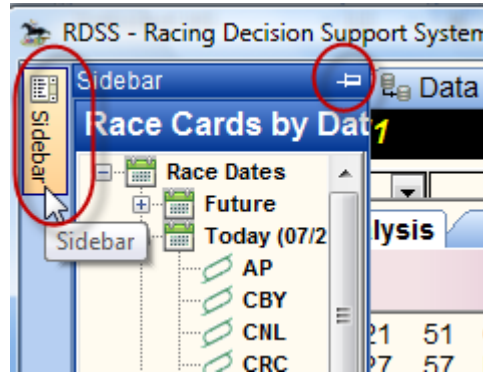 RDSS - Racing Decision Support System
Sidebar
Sidebar
Data
Race Cards by Dat
1
Race Dates
Future
Today (07/2
lysis
Sidebar
AP
CBY
CNL
21 51
CRC
27 57